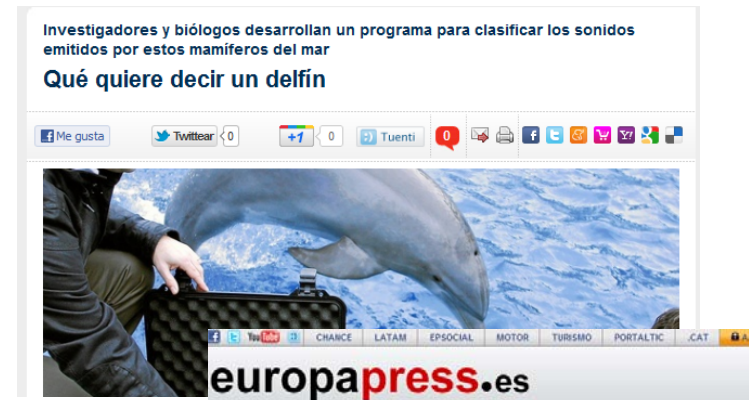 Investigadores y biólogos desarrollan un programa para clasificar los sonidos
emitidos por estos mamíferos del mar
Qué quiere decir un delfín
Me gusta Twittear 0 +1 0 Tuenti 0
YouTube CHANCE LATAM EPSOCIAL MOTOR TURISMO PORTALTIC .CAT
europapress.es